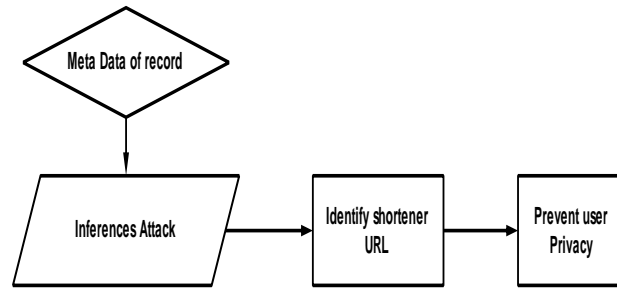 Meta Data of record
Inferences Attack
Identify shortener
URL
Prevent user
Privacy